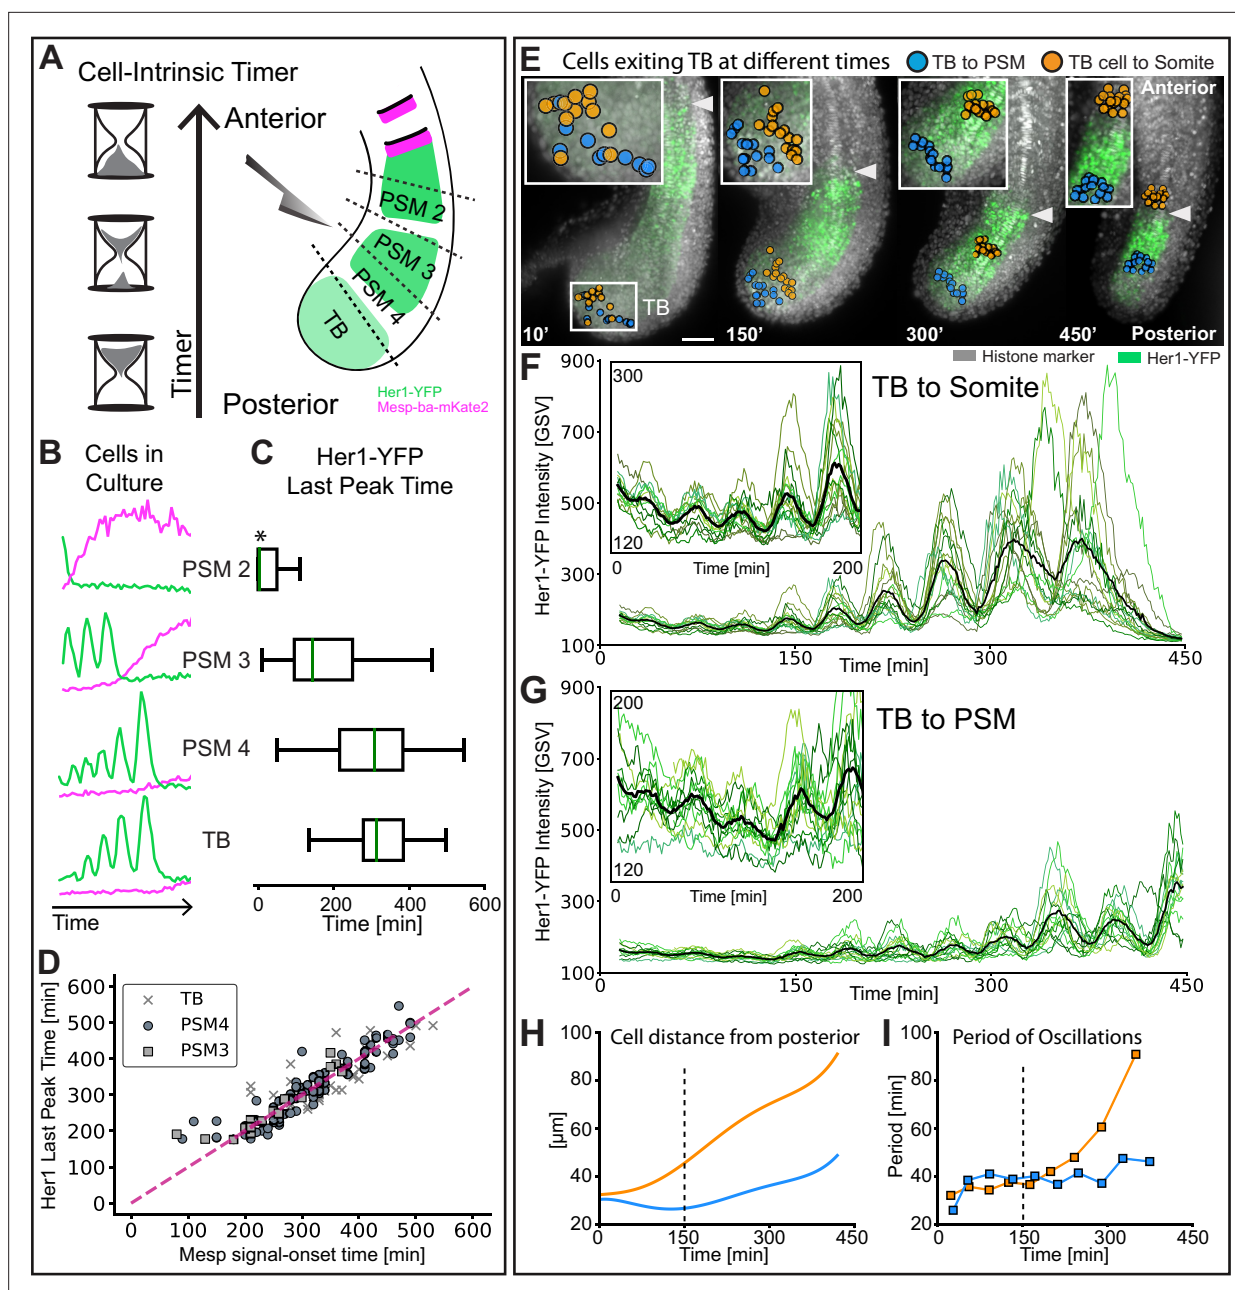 A
Cell-Intrinsic Timer
Anterior
Timer
PSM 2
PSM 3
PSM 4
TB
Posterior
Her1-YFP
Mesp-ba-mKate2
B
Cells in
Culture
Time
C
Her1-YFP
Last Peak Time
*
PSM 2
PSM 3
PSM 4
TB
0 200 400 600
Time [min]
D
Her1 Last Peak Time [min]
600
500
400
300
200
100
0
TB
PSM4
PSM3
0 100 200 300 400 500 600
Mesp signal-onset time [min]
E
Cells exiting TB at different times
TB to PSM
TB cell to Somite
Anterior
TB
10’ 150’ 300’ 450’
Posterior
Histone marker
Her1-YFP
F
TB to Somite
Her1-YFP Intensity [GSV]
900
700
500
300
100
300
120
0 200
Time [min]
0 150 300 450
Time [min]
G
TB to PSM
Her1-YFP Intensity [GSV]
900
700
500
300
100
200
120
0 200
Time [min]
0 150 300 450
Time [min]
H
Cell distance from posterior
[µm]
100
80
60
40
20
0 150 300 450
Time [min]
I
Period of Oscillations
Period [min]
100
80
60
40
20
0 150 300 450
Time [min]